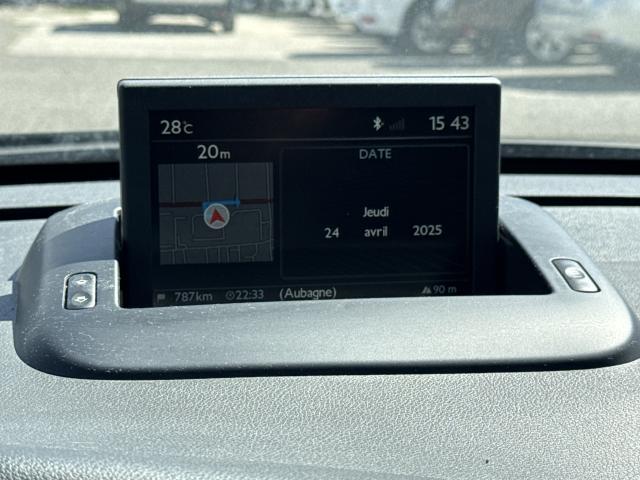 28°C 15 43
20m
DATE
Jeudi
24 avril 2025
787km 22:33 (Aubagne) 90 m